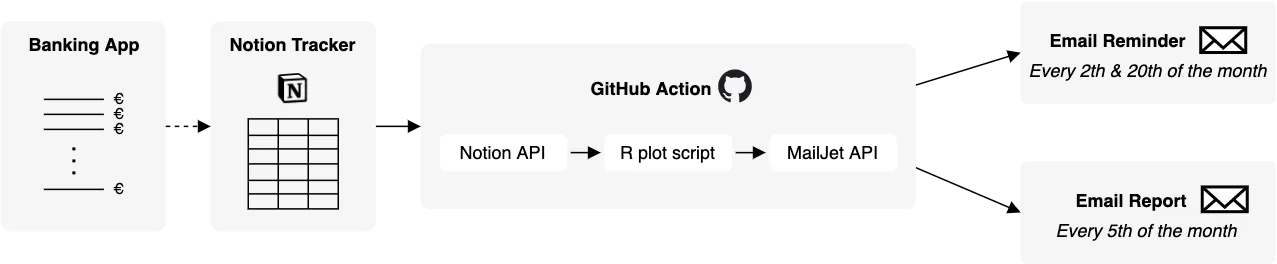 Banking App
€
€
€
€
Notion Tracker
N
GitHub Action
Notion API
R plot script
MailJet API
Email Reminder
Every 2th & 20th of the month
Email Report
Every 5th of the month